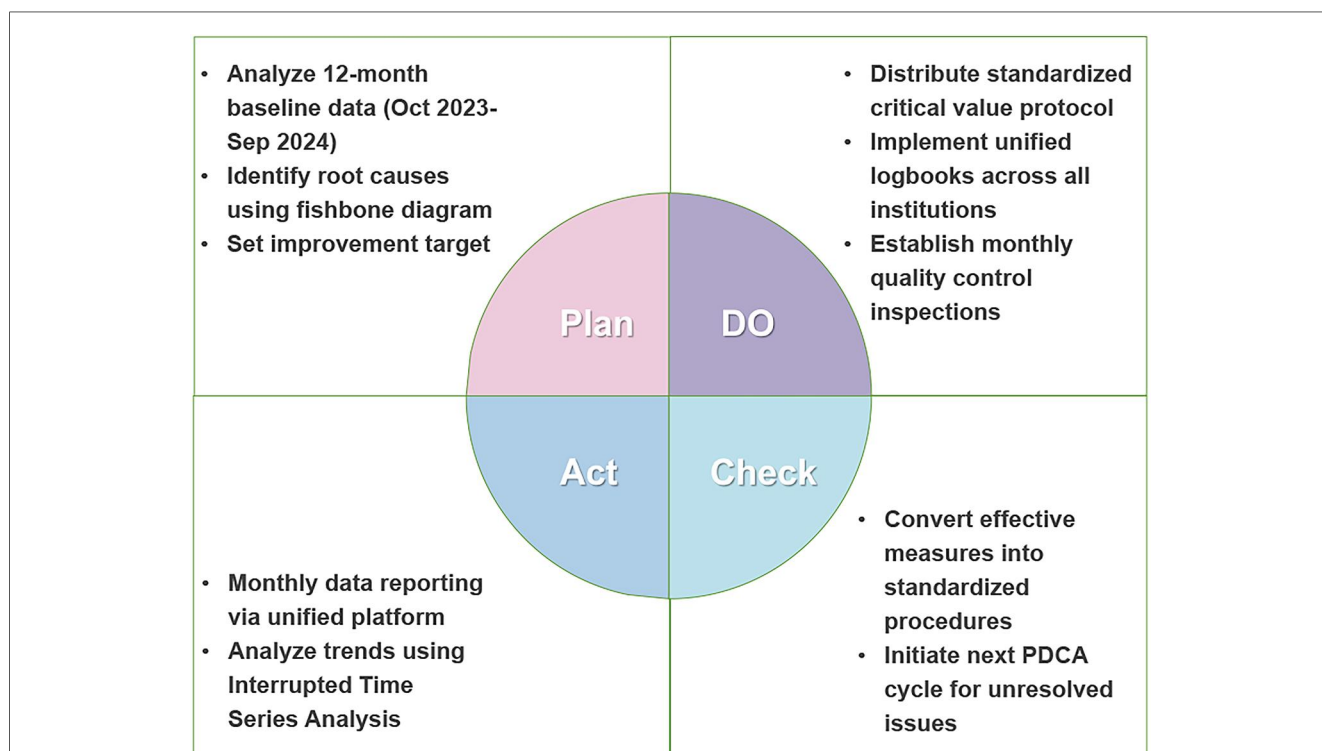 • Analyze 12-month
baseline data (Oct 2023-
Sep 2024)
• Identify root causes
using fishbone diagram
• Set improvement target
• Distribute standardized
critical value protocol
• Implement unified
logbooks across all
institutions
• Establish monthly
quality control
inspections
Plan
DO
Act
Check
• Monthly data reporting
via unified platform
• Analyze trends using
Interrupted Time
Series Analysis
• Convert effective
measures into
standardized
procedures
• Initiate next PDCA
cycle for unresolved
issues